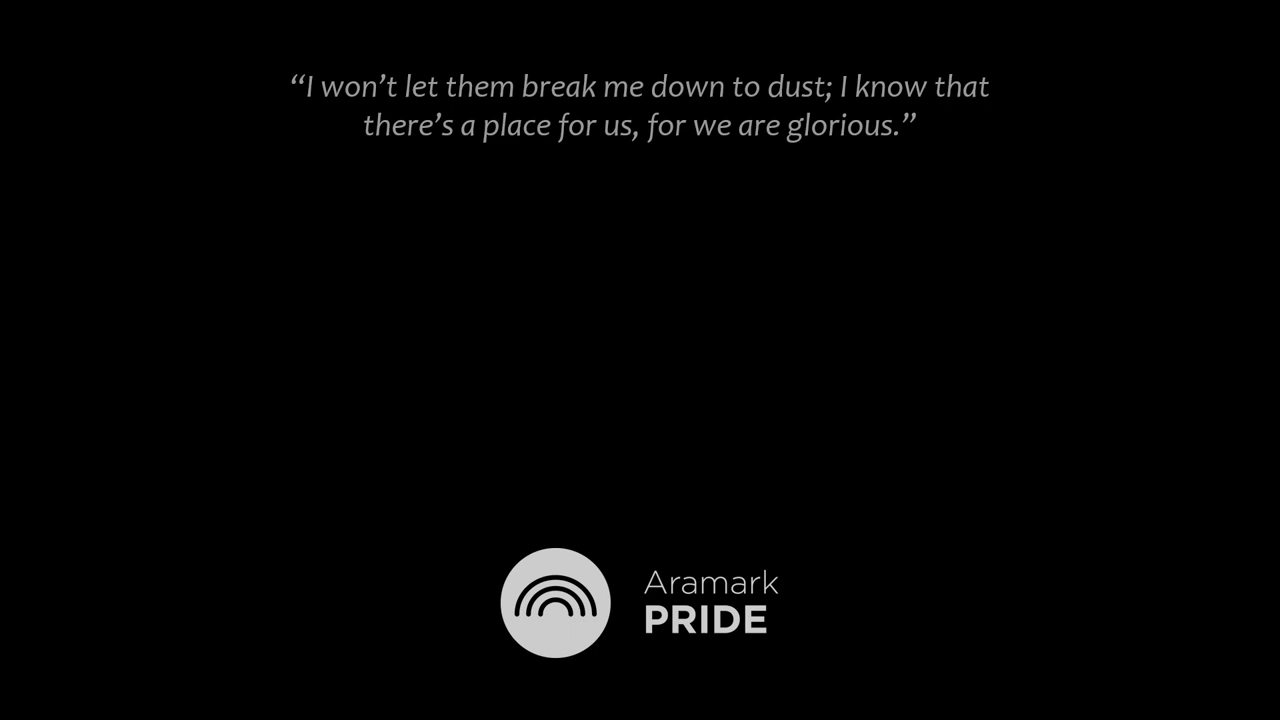 “I won’t let them break me down to dust; I know that
there’s a place for us, for we are glorious.”
Aramark
PRIDE